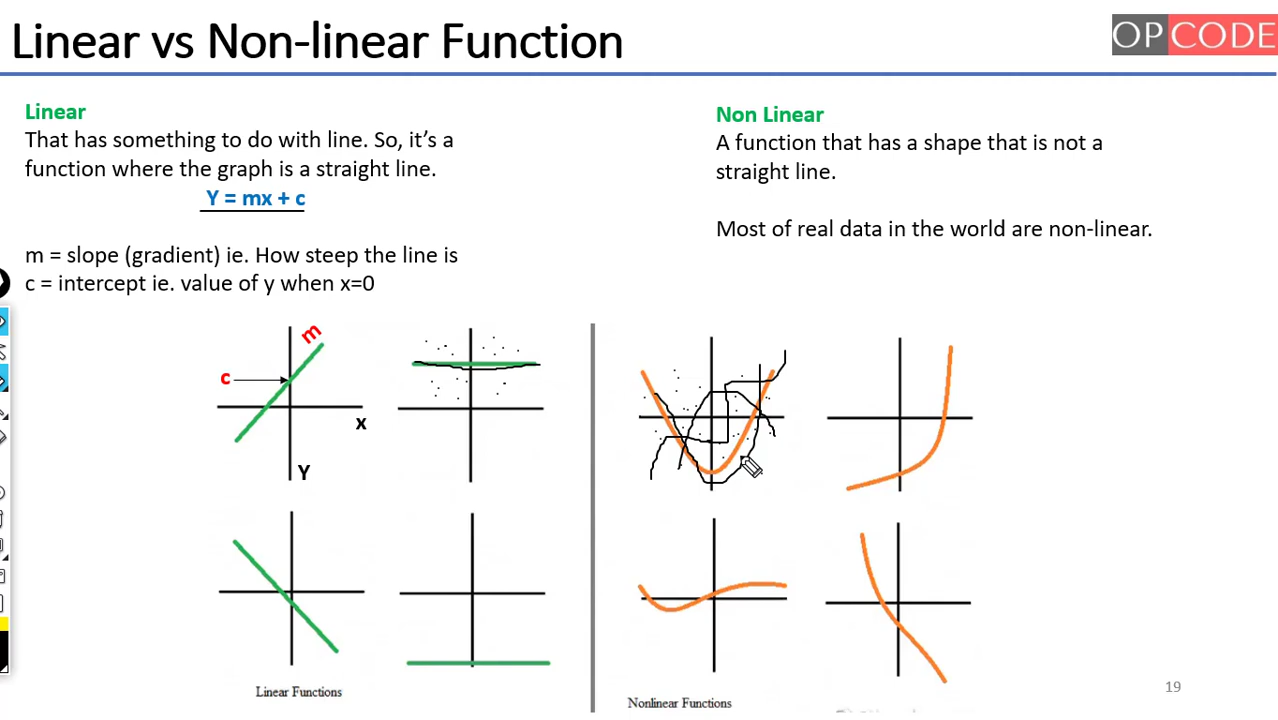 Linear vs Non-linear Function
OPCODE
Linear
That has something to do with line. So, it's a
function where the graph is a straight line.
Y = mx + c
m = slope (gradient) ie. How steep the line is
c = intercept ie. value of y when x=0
Non Linear
A function that has a shape that is not a
straight line.
Most of real data in the world are non-linear.
m
c
x
Y
Linear Functions
Nonlinear Functions
19